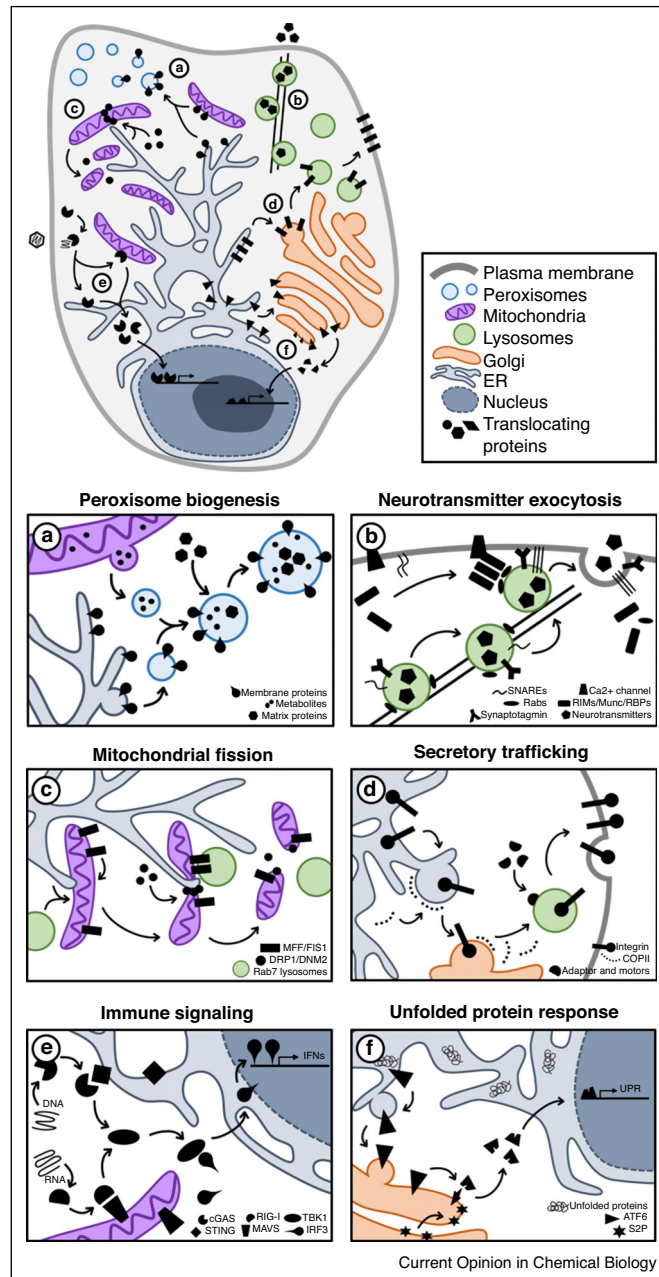 a
b
c
d
e
f
Plasma membrane
Peroxisomes
Mitochondria
Lysosomes
Golgi
ER
Nucleus
Translocating
proteins
Peroxisome biogenesis
a
Membrane proteins
Metabolites
Matrix proteins
Neurotransmitter exocytosis
b
SNAREs
Rabs
Synaptotagmin
Ca2+ channel
RIMs/Munc/RBPs
Neurotransmitters
Mitochondrial fission
c
MFF/FIS1
DRP1/DNM2
Rab7 lysosomes
Secretory trafficking
d
Integrin
COPII
Adaptor and motors
Immune signaling
e
IFNs
DNA
RNA
cGAS
RIG-I
TBK1
STING
MAVS
IRF3
Unfolded protein response
f
UPR
Unfolded proteins
ATF6
S2P
Current Opinion in Chemical Biology